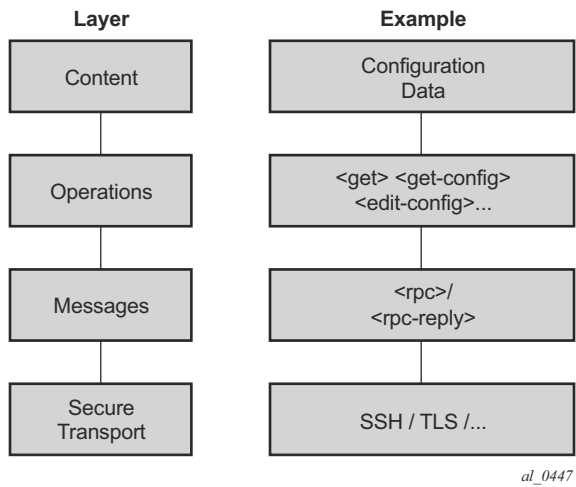 Layer
Example
Content
Configuration
Data
Operations
<get> <get-config>
<edit-config>...
Messages
<rpc>/
<rpc-reply>
Secure
Transport
SSH / TLS /...
al_0447